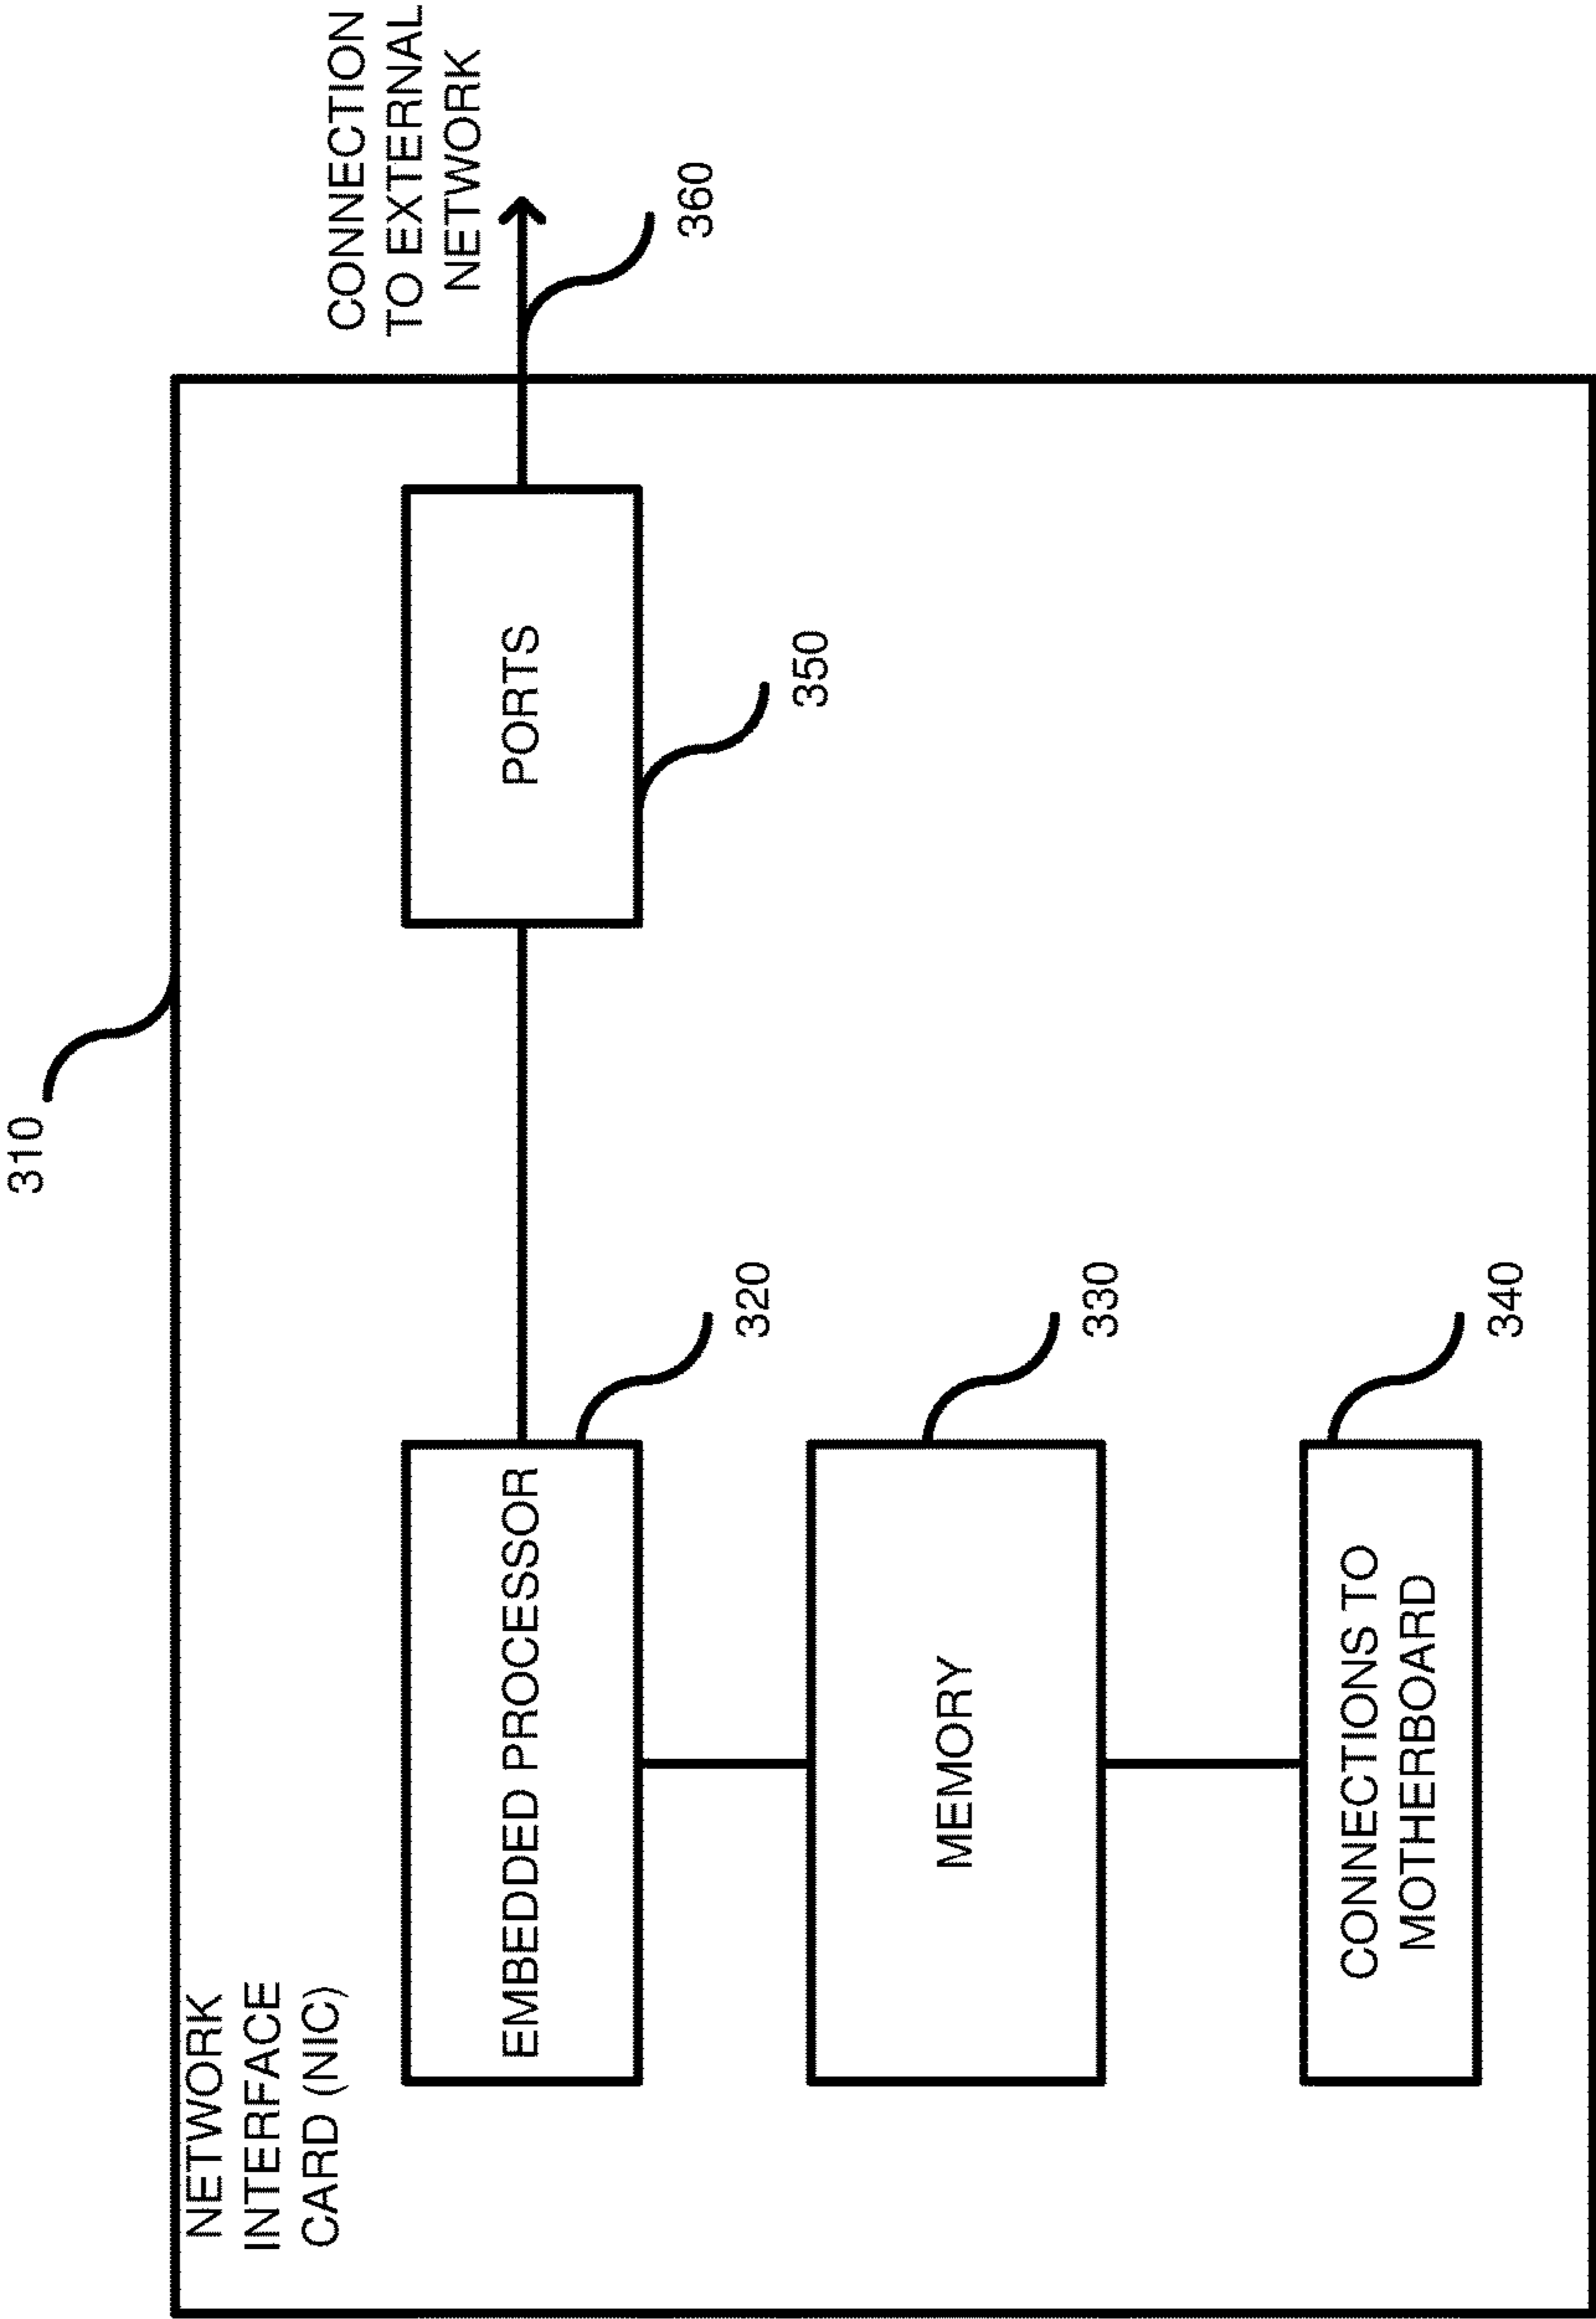 310
NETWORK
INTERFACE
CARD (NIC)
CONNECTION
TO EXTERNAL
NETWORK
EMBEDDED PROCESSOR
PORTS
360
320
350
MEMORY
330
CONNECTIONS TO
MOTHERBOARD
340